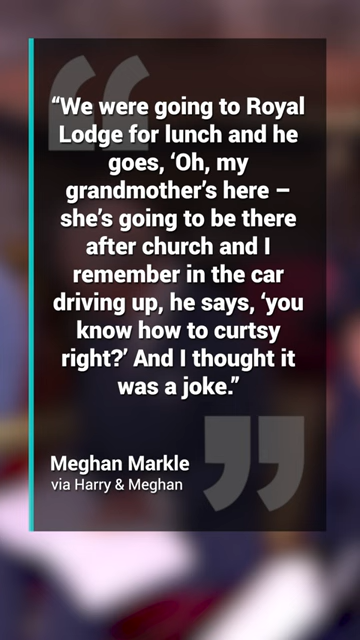 “We were going to Royal
Lodge for lunch and he
goes, ‘Oh, my
grandmother’s here –
she’s going to be there
after church and I
remember in the car
driving up, he says, ‘you
know how to curtsy
right?’ And I thought it
was a joke.”
Meghan Markle
via Harry & Meghan